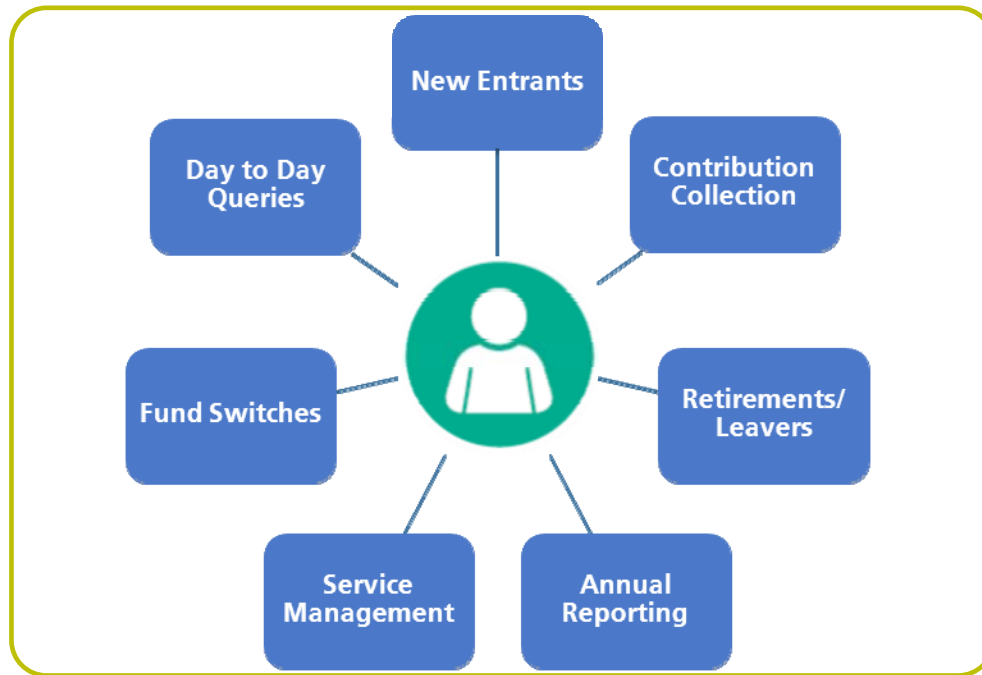 New Entrants
Contribution
Collection
Retirements/
Leavers
Annual
Reporting
Service
Management
Fund Switches
Day to Day
Queries